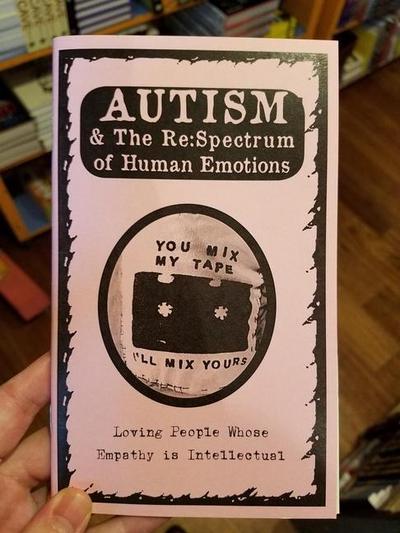 AUTISM
& The Re:Spectrum
of Human Emotions
YOU MIX
MY TAPE
I'LL MIX YOURS
Loving People Whose
Empathy is Intellectual